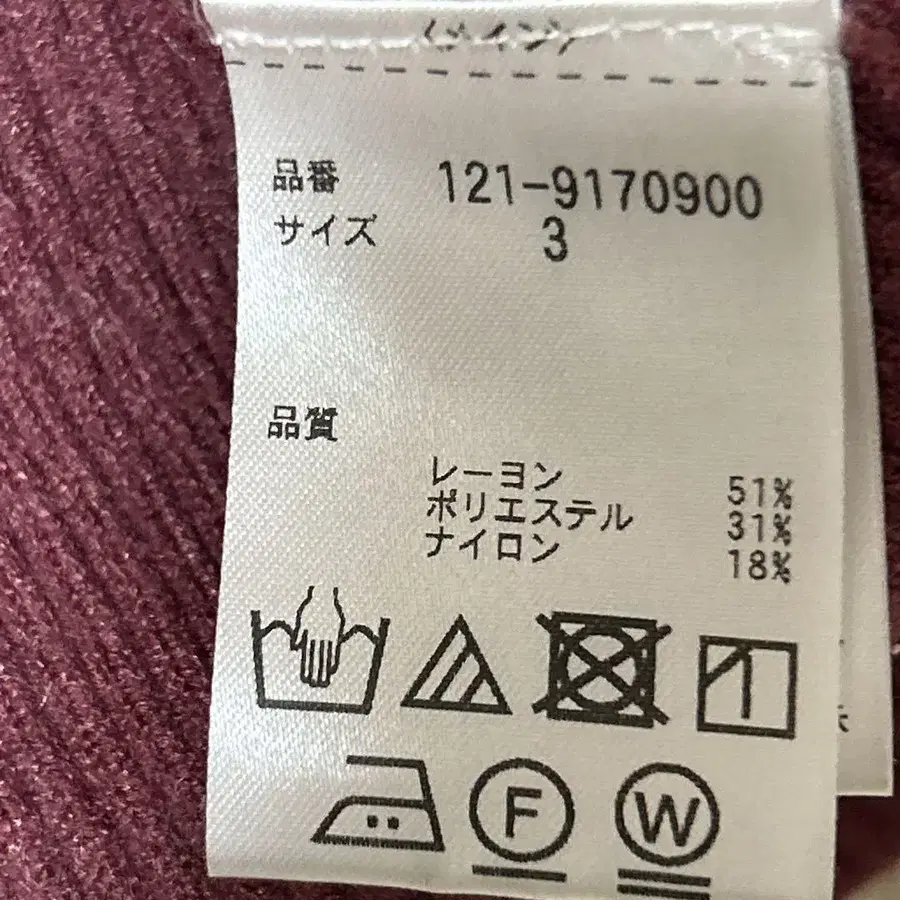 品番 121-9170900
サイズ 3
品質
レーヨン 51%
ポリエステル 31%
ナイロン 18%
F
W